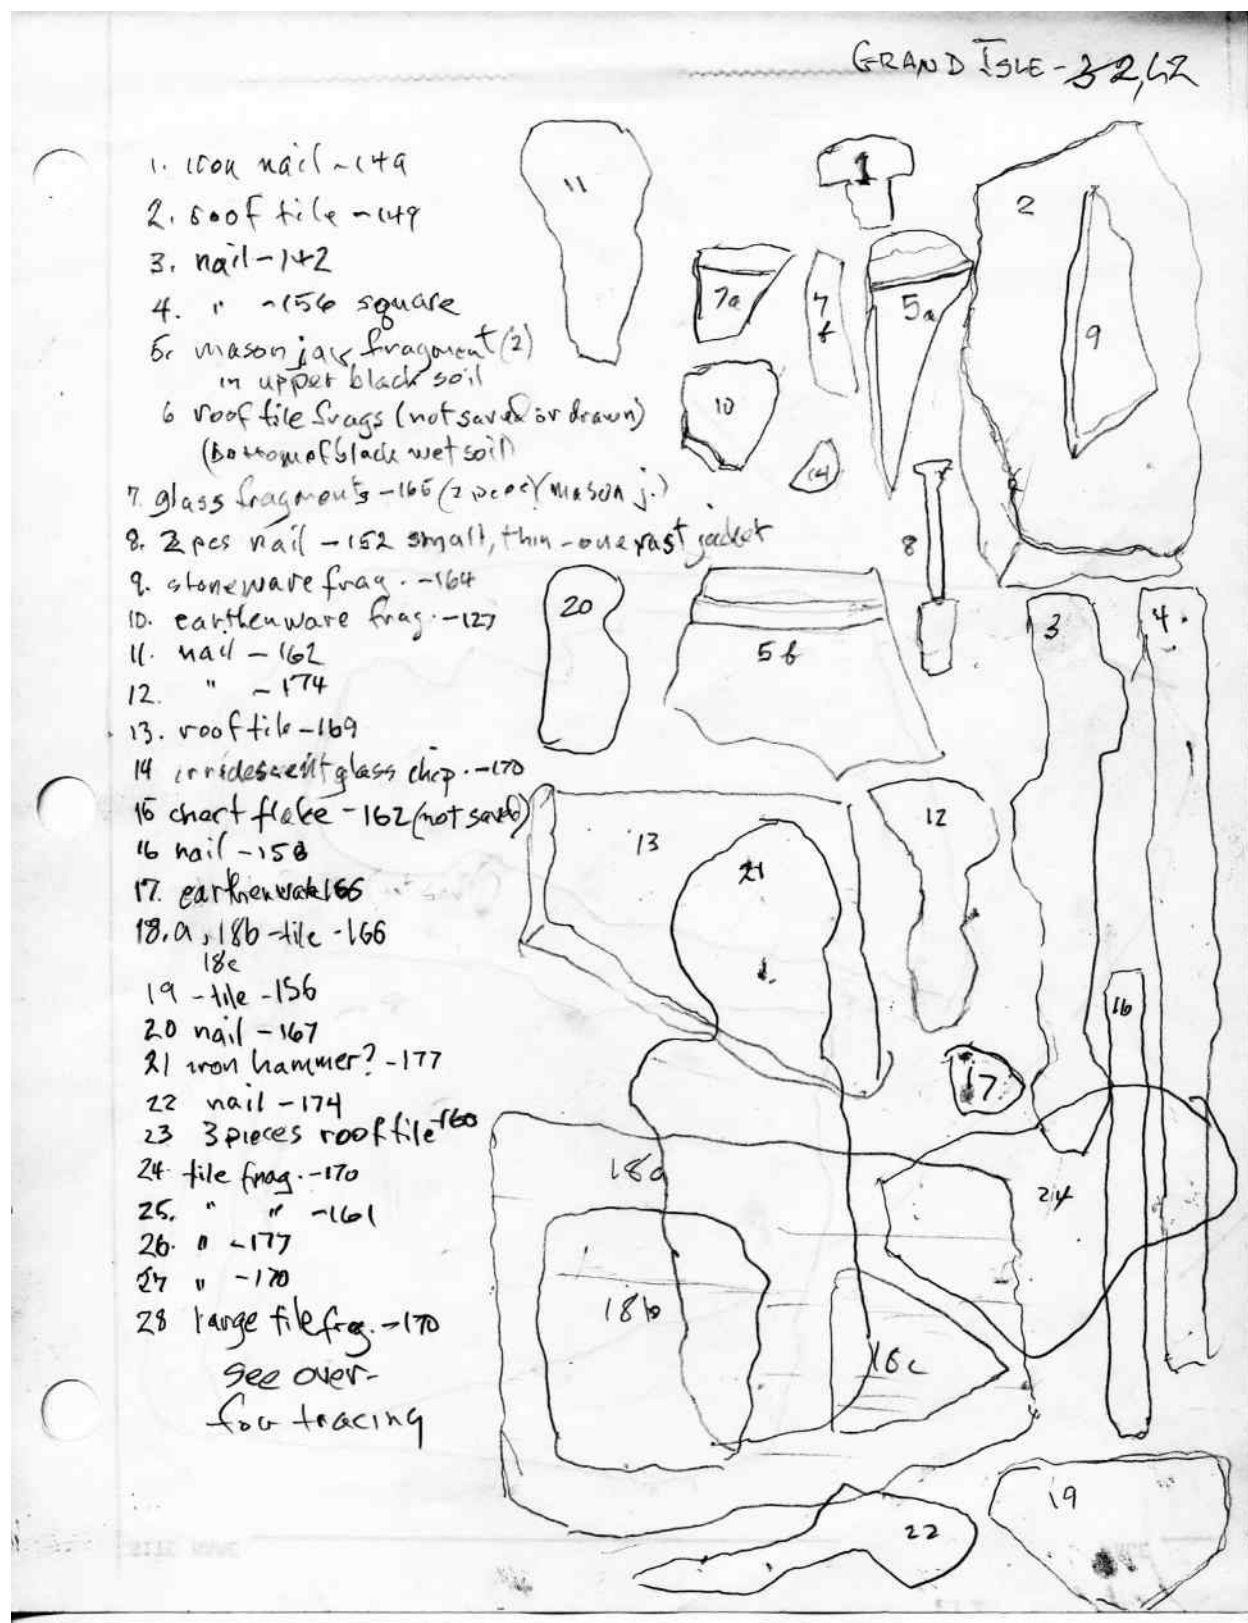 GRAND ISLE - 32, L2
1. iron nail - 149
2. roof tile - 149
3. nail - 142
4. " - 156 square
5. mason jar fragment (2)
in upper black soil
6 roof tile frags (not saved or drawn)
(bottom of black wet soil)
7. glass fragments - 165 (2 pcec) (mason j.)
8. 2 pcs nail - 152 small, thin - one past jacket
9. stoneware frag. - 164
10. earthenware frag. - 127
11. nail - 162
12. " - 174
13. roof tile - 169
14 irridescent glass chip. - 170
15 chert flake - 162 (not saved)
16 nail - 158
17. earthenware 166
18.a, 18b - tile - 166
18c
19 - tile - 156
20 nail - 167
21 iron hammer? - 177
22 nail - 174
23 3 pieces roof tile - 160
24. tile frag. - 170
25. " " - 161
26. " - 177
27 " - 170
28 large tile frag. - 170
see over -
for tracing
11
1
2
7a
7b
5a
9
10
14
8
20
5b
3
4.
13
21
12
16
17
18a
24
18b
18c
22
19